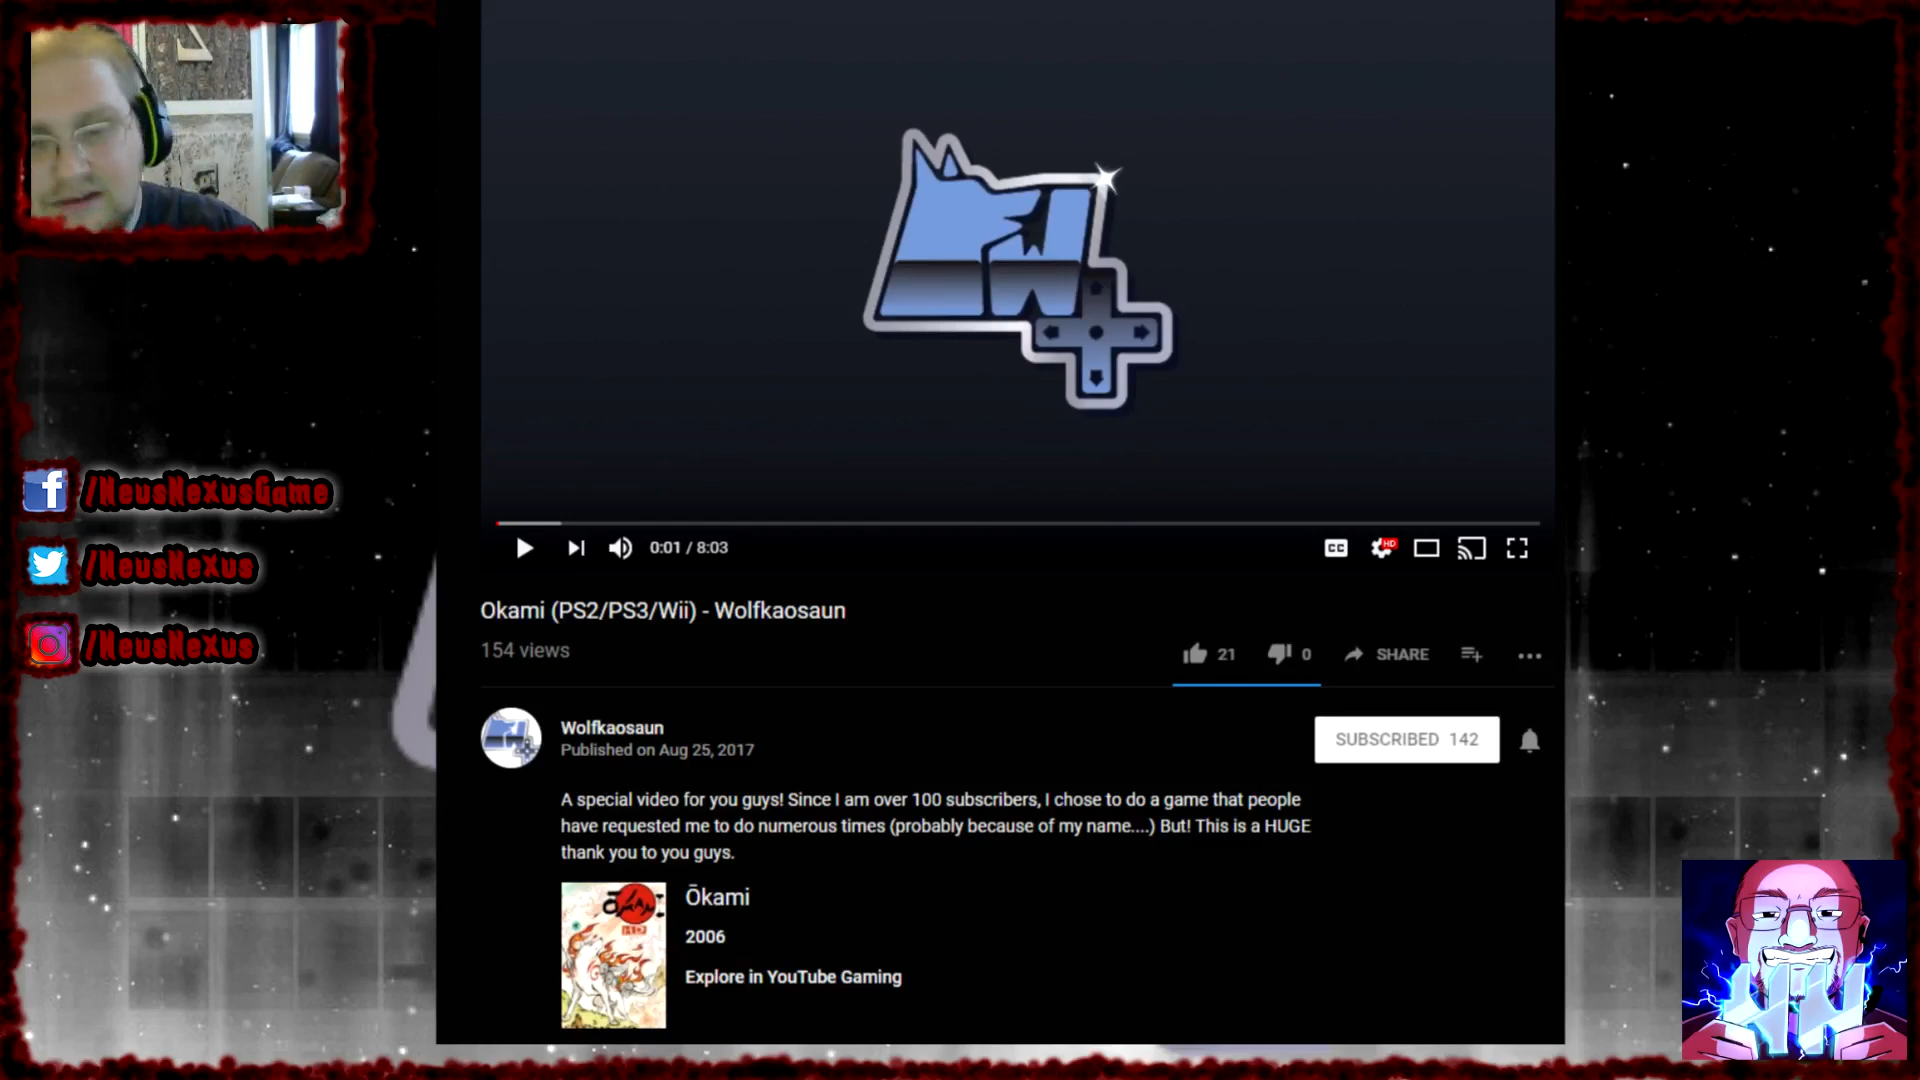 /NeusNeXusGame
/NeusNeXus
/NeusNeXus
0:01 / 8:03
CC
HD
Okami (PS2/PS3/Wii) - Wolfkaosaun
154 views
21
0
SHARE
Wolfkaosaun
Published on Aug 25, 2017
SUBSCRIBED 142
A special video for you guys! Since I am over 100 subscribers, I chose to do a game that people
have requested me to do numerous times (probably because of my name....) But! This is a HUGE
thank you to you guys.
Ōkami
2006
Explore in YouTube Gaming